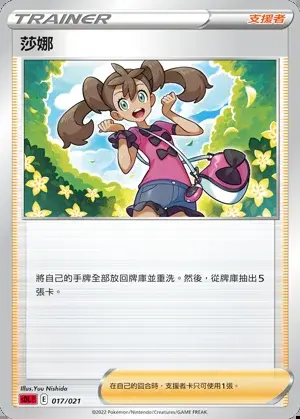 TRAINER
支援者
莎娜
將自己的手牌全部放回牌庫並重洗。然後，從牌庫抽出5
張卡。
Illus.Yuu Nishida
E 017/021
在自己的回合時，支援者卡只可使用1張。
©2022 Pokémon/Nintendo/Creatures/GAME FREAK.